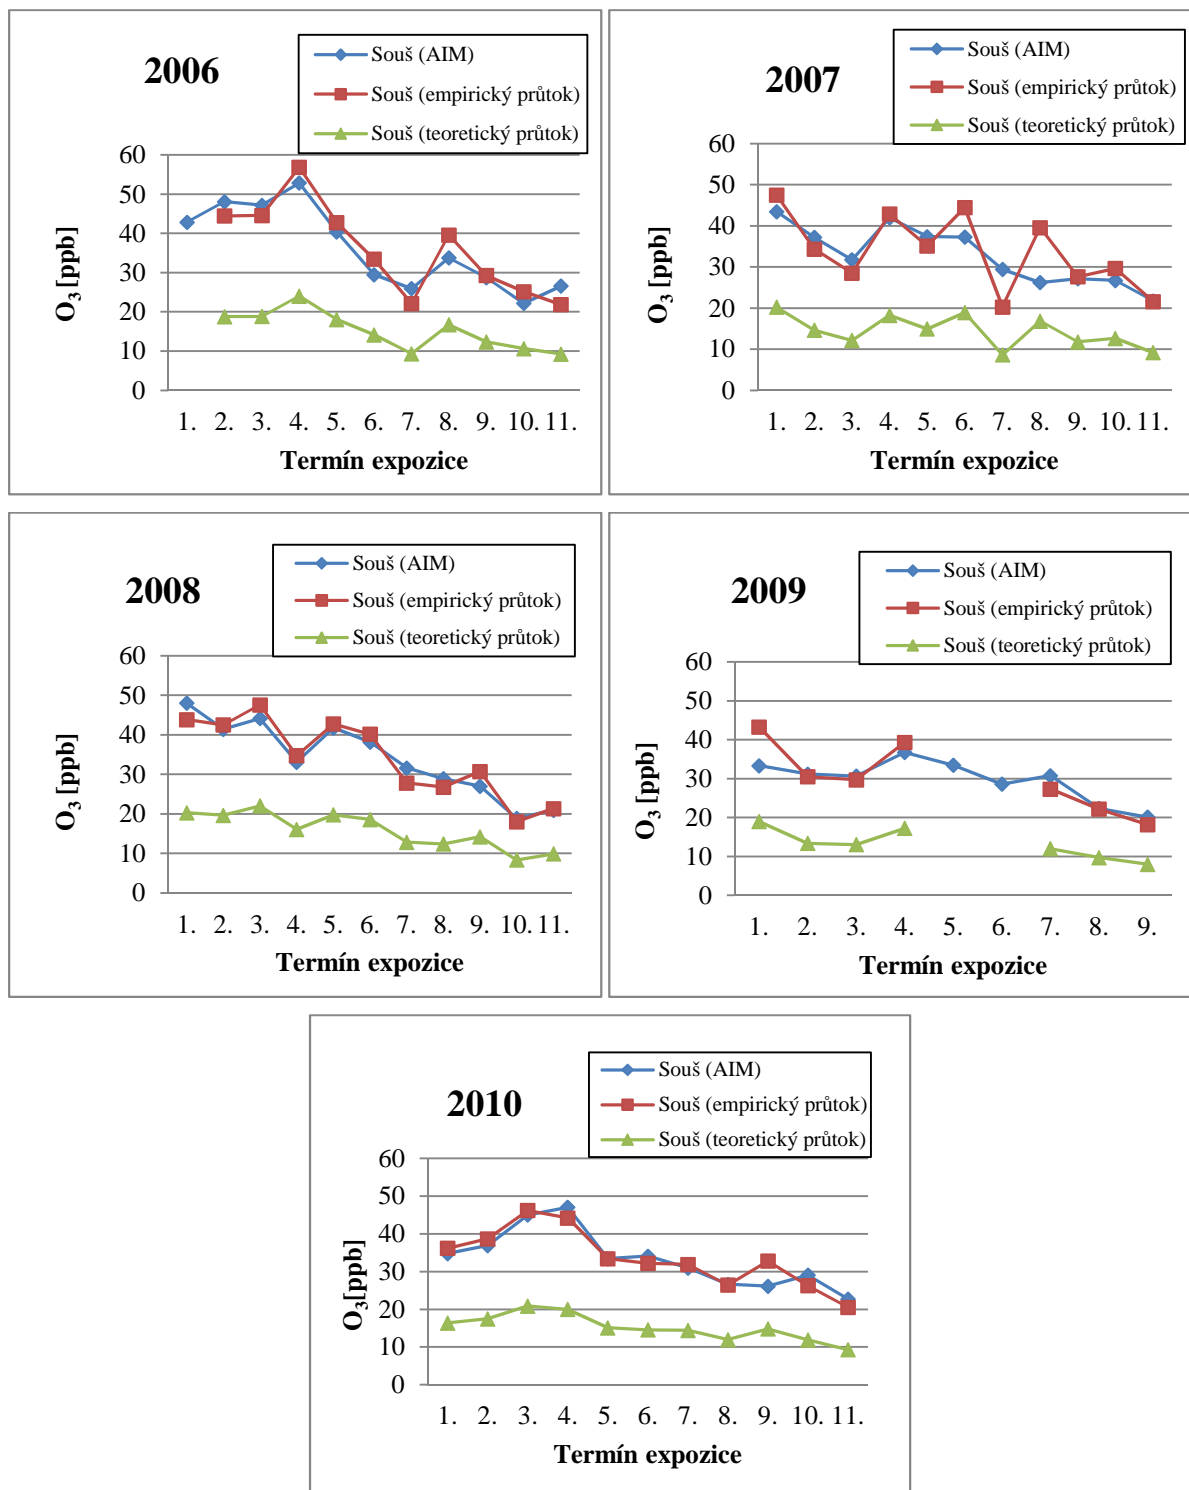 2006
Souš (AIM)
Souš (empirický průtok)
Souš (teoretický průtok)
60
50
40
30
20
10
0
O3 [ppb]
1. 2. 3. 4. 5. 6. 7. 8. 9. 10. 11.
Termín expozice
2007
Souš (AIM)
Souš (empirický průtok)
Souš (teoretický průtok)
60
50
40
30
20
10
0
O3 [ppb]
1. 2. 3. 4. 5. 6. 7. 8. 9. 10. 11.
Termín expozice
2008
Souš (AIM)
Souš (empirický průtok)
Souš (teoretický průtok)
60
50
40
30
20
10
0
O3 [ppb]
1. 2. 3. 4. 5. 6. 7. 8. 9. 10. 11.
Termín expozice
2009
Souš (AIM)
Souš (empirický průtok)
Souš (teoretický průtok)
60
50
40
30
20
10
0
O3 [ppb]
1. 2. 3. 4. 5. 6. 7. 8. 9.
Termín expozice
2010
Souš (AIM)
Souš (empirický průtok)
Souš (teoretický průtok)
60
50
40
30
20
10
0
O3[ppb]
1. 2. 3. 4. 5. 6. 7. 8. 9. 10. 11.
Termín expozice